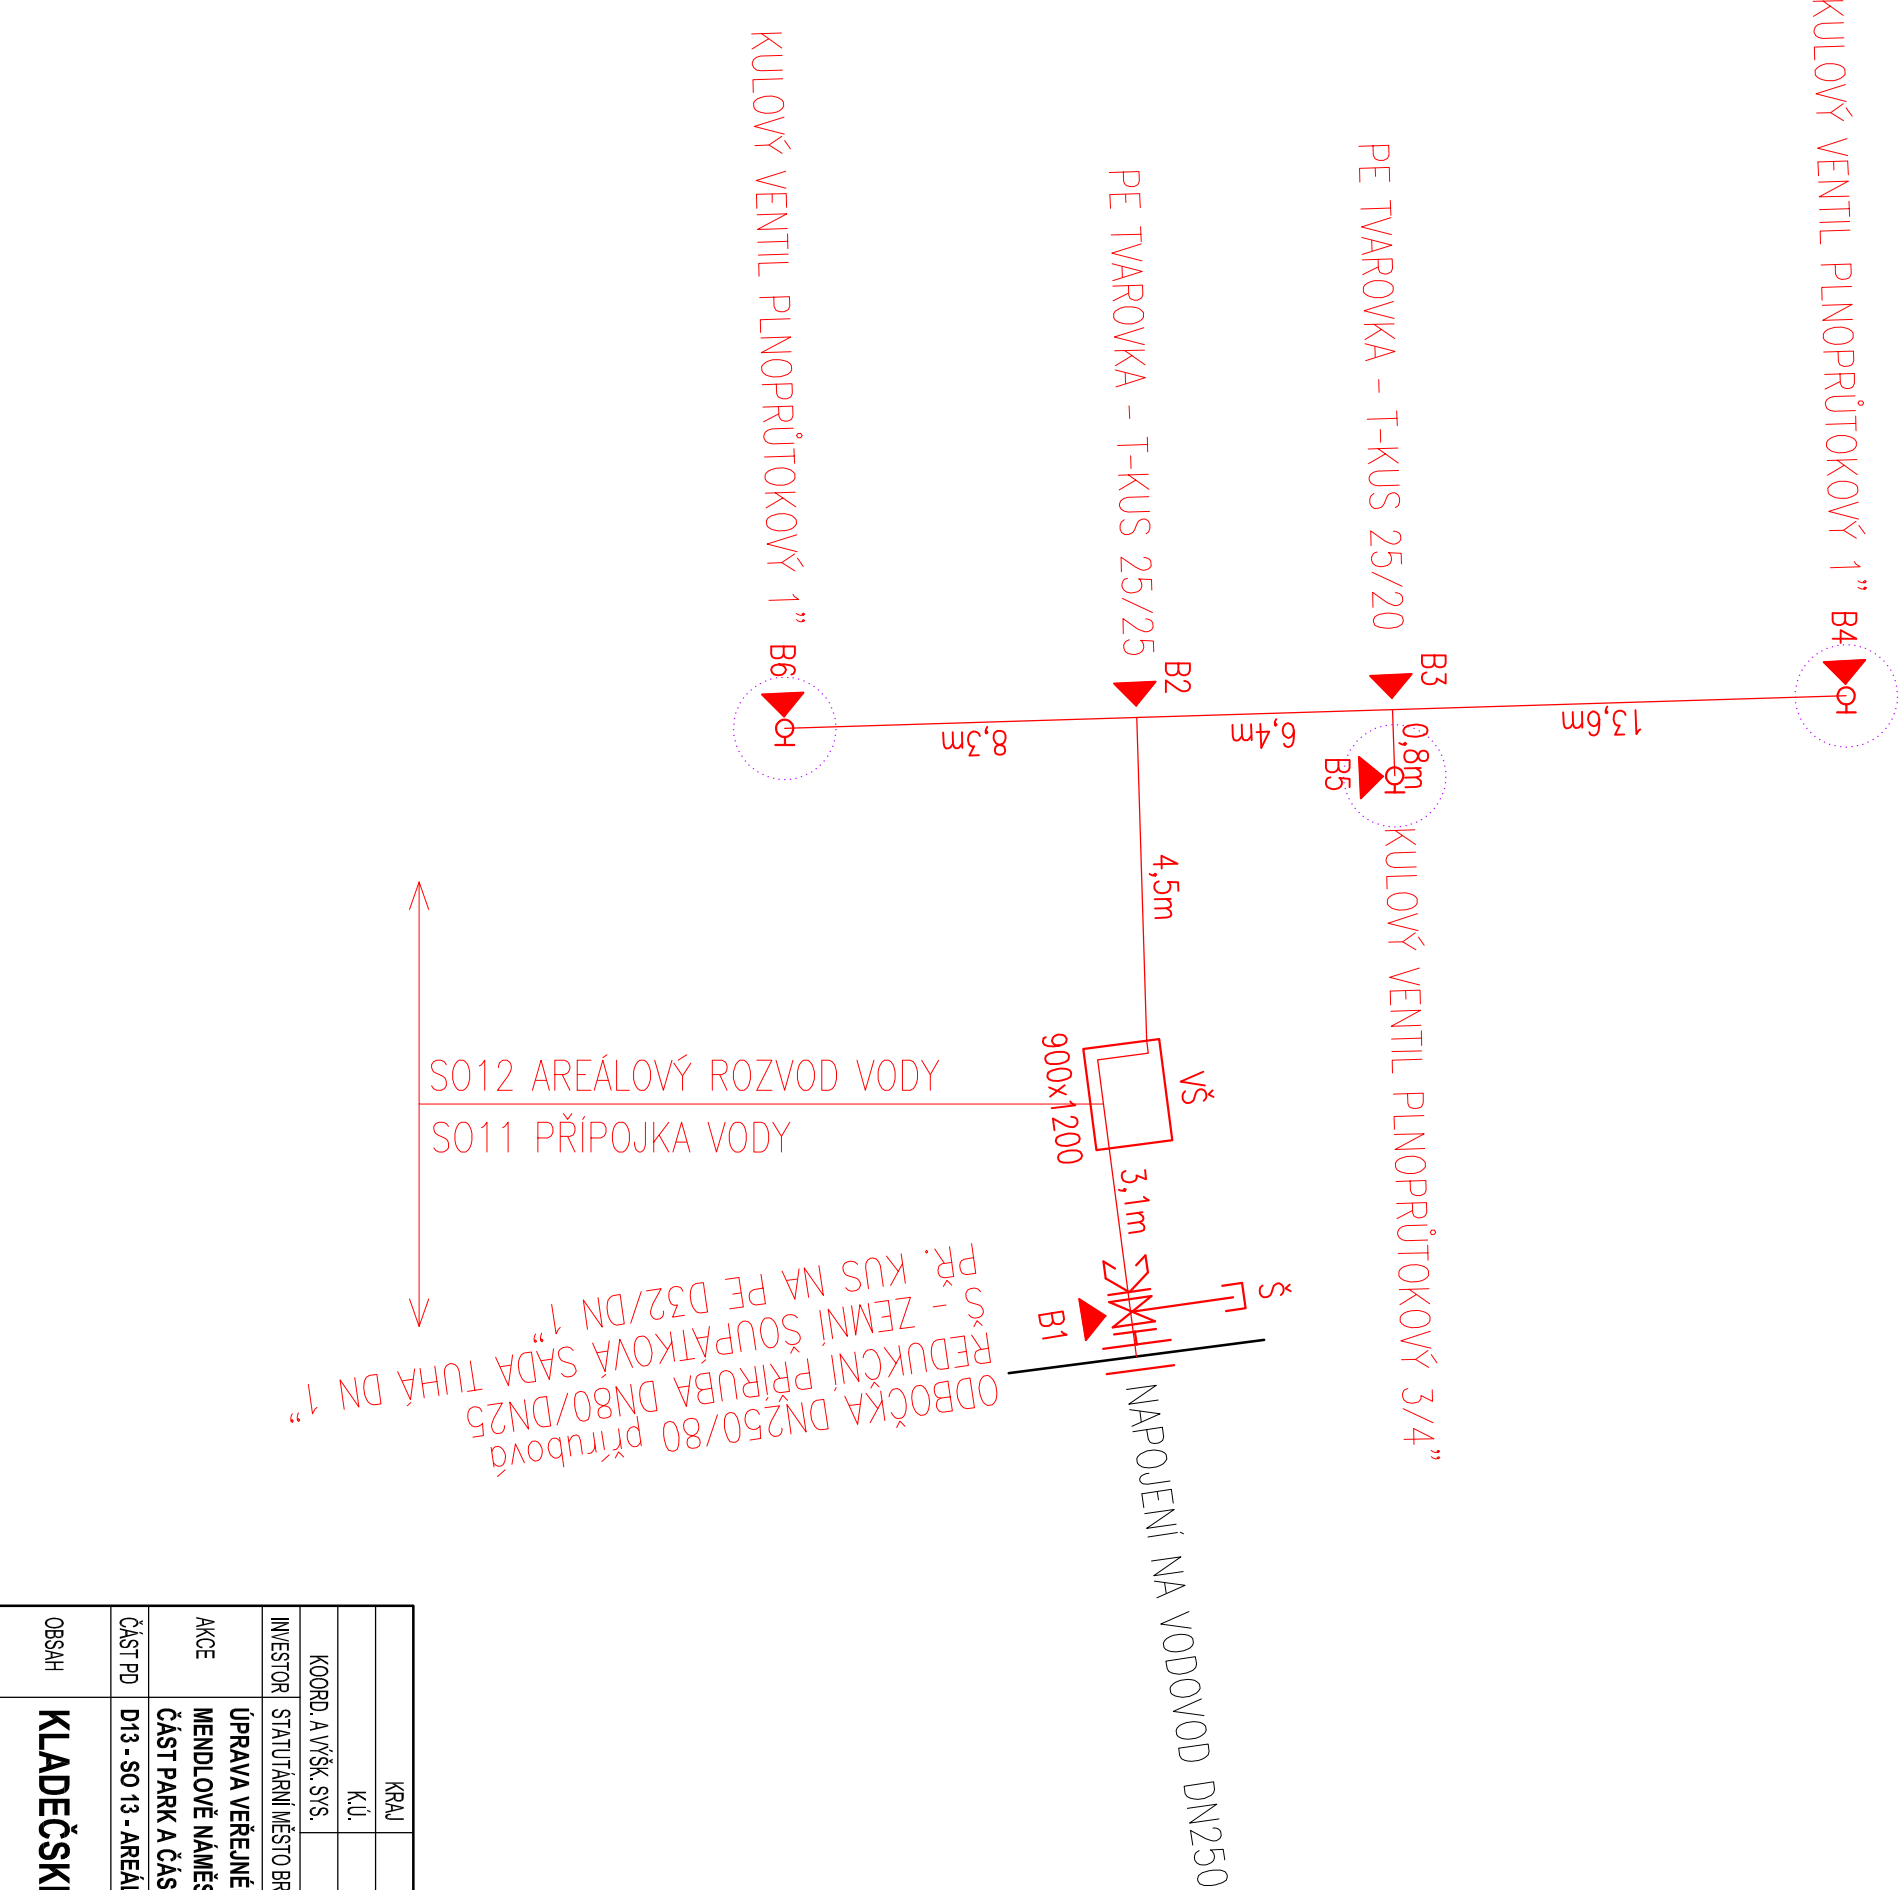 KULOVÝ VENTIL PLNOPRŮTOKOVÝ 1"
B6
PE TVAROVKA - T-KUS 25/25
B2
PE TVAROVKA - T-KUS 25/20
B3
KULOVÝ VENTIL PLNOPRŮTOKOVÝ 1"
B4
8,3m
6,4m
13,6m
0,8m
B5
KULOVÝ VENTIL PLNOPRŮTOKOVÝ 3/4"
4,5m
SO12 AREÁLOVÝ ROZVOD VODY
SO11 PŘÍPOJKA VODY
VŠ
900x1200
3,1m
Š
B1
ODBOČKA DN250/80 přírubová
REDUKČNÍ PŘÍRUBA DN80/DN25
Š - ZEMNÍ ŠOUPÁTKOVÁ SADA TUHÁ DN 1"
PŘ. KUS NA PE D32/DN 1"
NAPOJENÍ NA VODOVOD DN250
KRAJ
K.Ú.
KOORD. A VÝŠK. SYS.
INVESTOR STATUTÁRNÍ MĚSTO BR
AKCE
ÚPRAVA VEŘEJNÉ
MENDLOVĚ NÁMĚS
ČÁST PARK A ČÁS
ČÁST PD D13 - SO 13 - AREÁL
OBSAH KLADEČSK